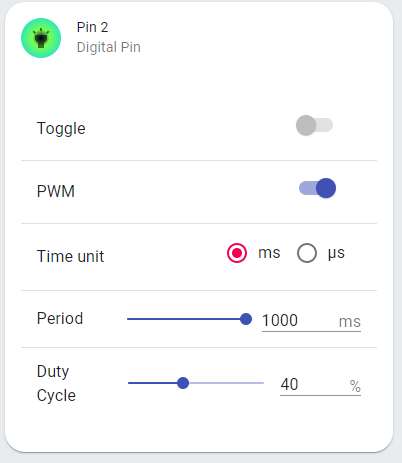 Pin 2
Digital Pin
Toggle
PWM
Time unit ms µs
Period 1000 ms
Duty
Cycle 40 %